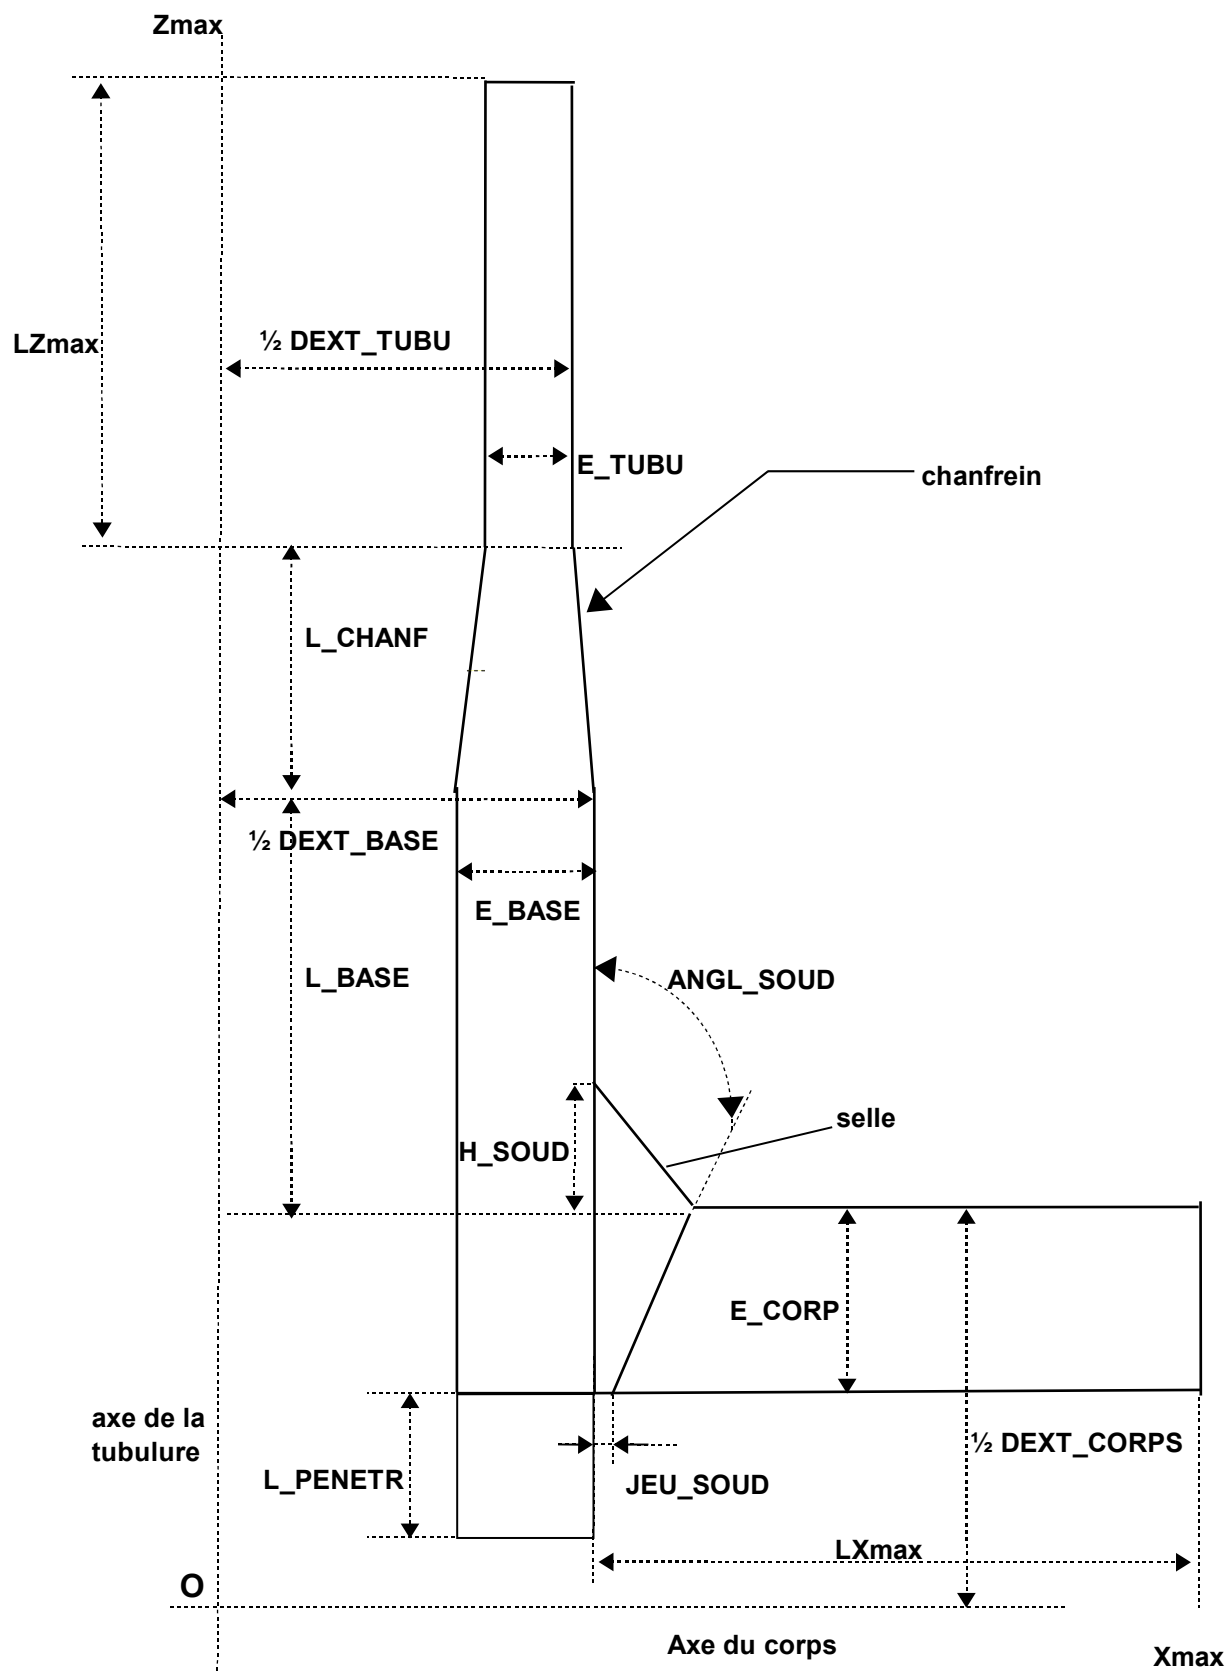 Zmax
LZmax
½ DEXT_TUBU
E_TUBU
chanfrein
L_CHANF
½ DEXT_BASE
E_BASE
L_BASE
ANGL_SOUD
selle
H_SOUD
E_CORP
axe de la
tubulure
½ DEXT_CORPS
L_PENETR
JEU_SOUD
LXmax
O
Axe du corps
Xmax